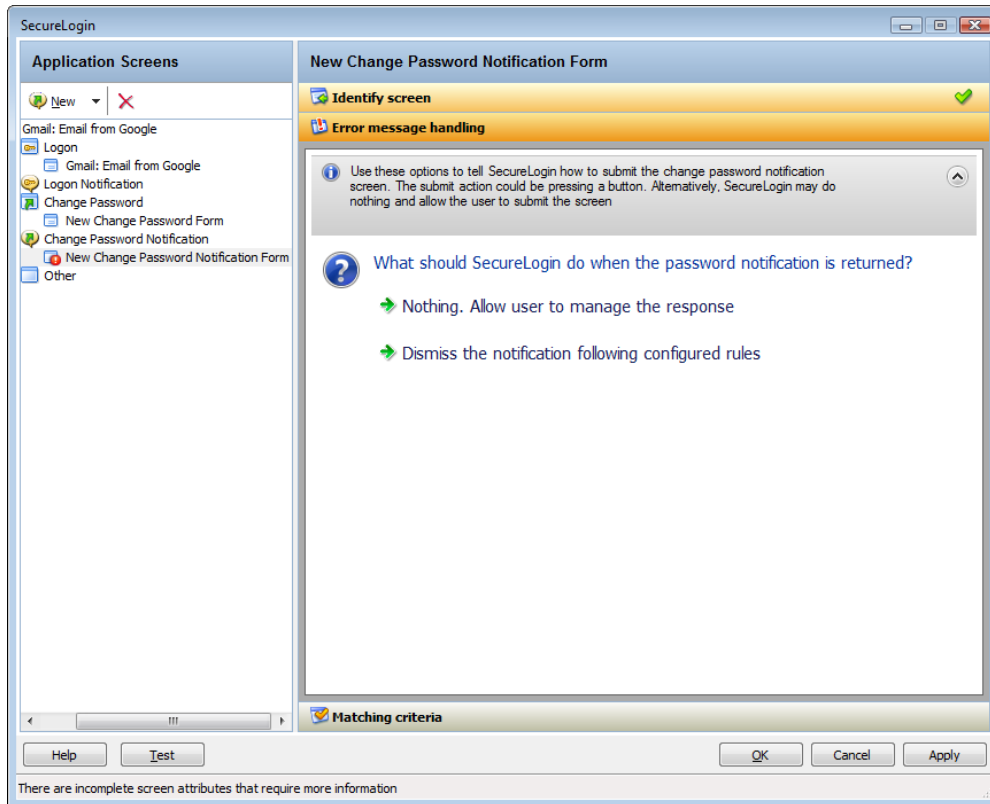 SecureLogin
Application Screens
New
Gmail: Email from Google
Logon
Gmail: Email from Google
Logon Notification
Change Password
New Change Password Form
Change Password Notification
New Change Password Notification Form
Other
New Change Password Notification Form
Identify screen
Error message handling
Use these options to tell SecureLogin how to submit the change password notification
screen. The submit action could be pressing a button. Alternatively, SecureLogin may do
nothing and allow the user to submit the screen
What should SecureLogin do when the password notification is returned?
Nothing. Allow user to manage the response
Dismiss the notification following configured rules
Matching criteria
Help Test OK Cancel Apply
There are incomplete screen attributes that require more information